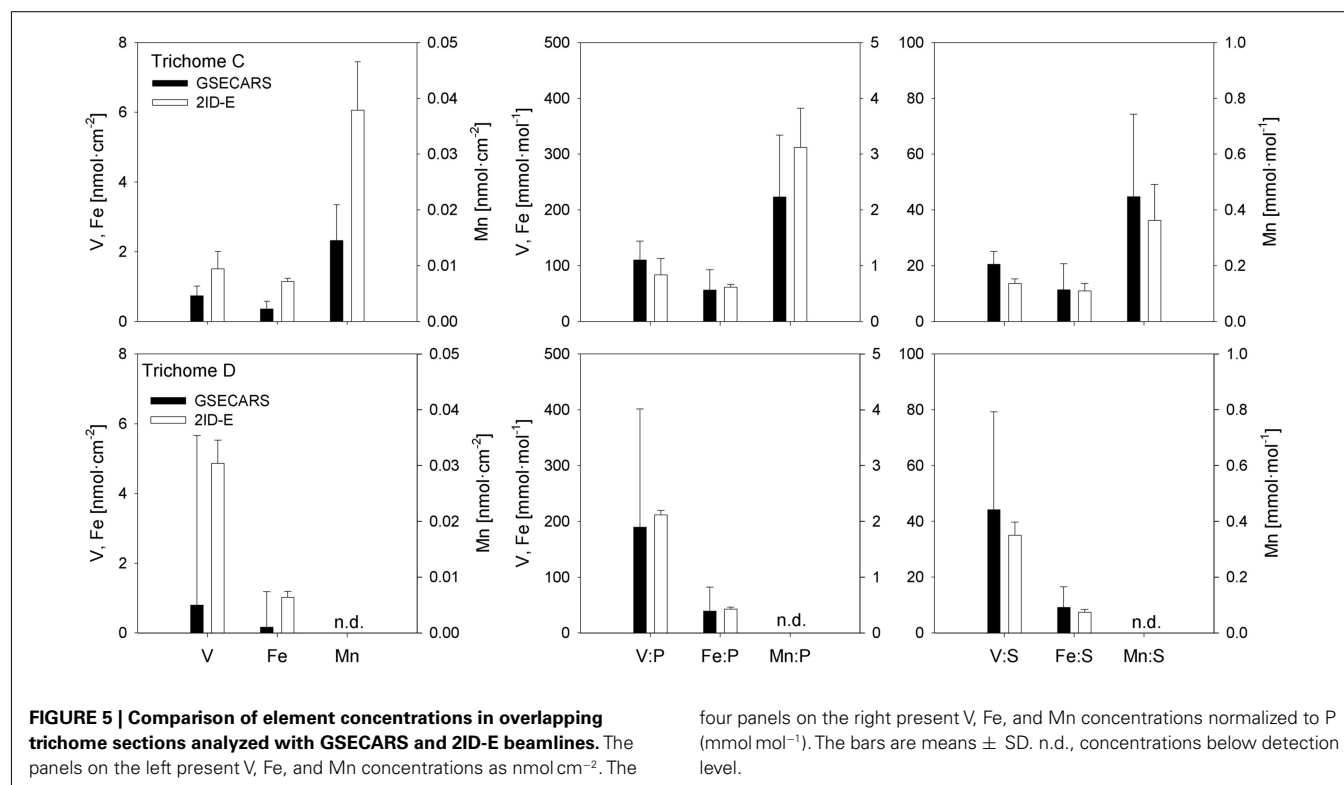 8
6
4
2
0
V, Fe [nmol·cm⁻²]
Trichome C
GSECARS
2ID-E
0.05
0.04
0.03
0.02
0.01
0.00
Mn [nmol·cm⁻²]
500
400
300
200
100
0
V, Fe [mmol·mol⁻¹]
5
4
3
2
1
0
100
80
60
40
20
0
1.0
0.8
0.6
0.4
0.2
0.0
Mn [mmol·mol⁻¹]
8
6
4
2
0
V, Fe [nmol·cm⁻²]
Trichome D
GSECARS
2ID-E
n.d.
V Fe Mn
0.05
0.04
0.03
0.02
0.01
0.00
Mn [nmol·cm⁻²]
500
400
300
200
100
0
V, Fe [mmol·mol⁻¹]
n.d.
V:P Fe:P Mn:P
5
4
3
2
1
0
100
80
60
40
20
0
n.d.
V:S Fe:S Mn:S
1.0
0.8
0.6
0.4
0.2
0.0
Mn [mmol·mol⁻¹]
FIGURE 5 | Comparison of element concentrations in overlapping
trichome sections analyzed with GSECARS and 2ID-E beamlines. The
panels on the left present V, Fe, and Mn concentrations as nmol cm⁻². The
four panels on the right present V, Fe, and Mn concentrations normalized to P
(mmol mol⁻¹). The bars are means ± SD. n.d., concentrations below detection
level.